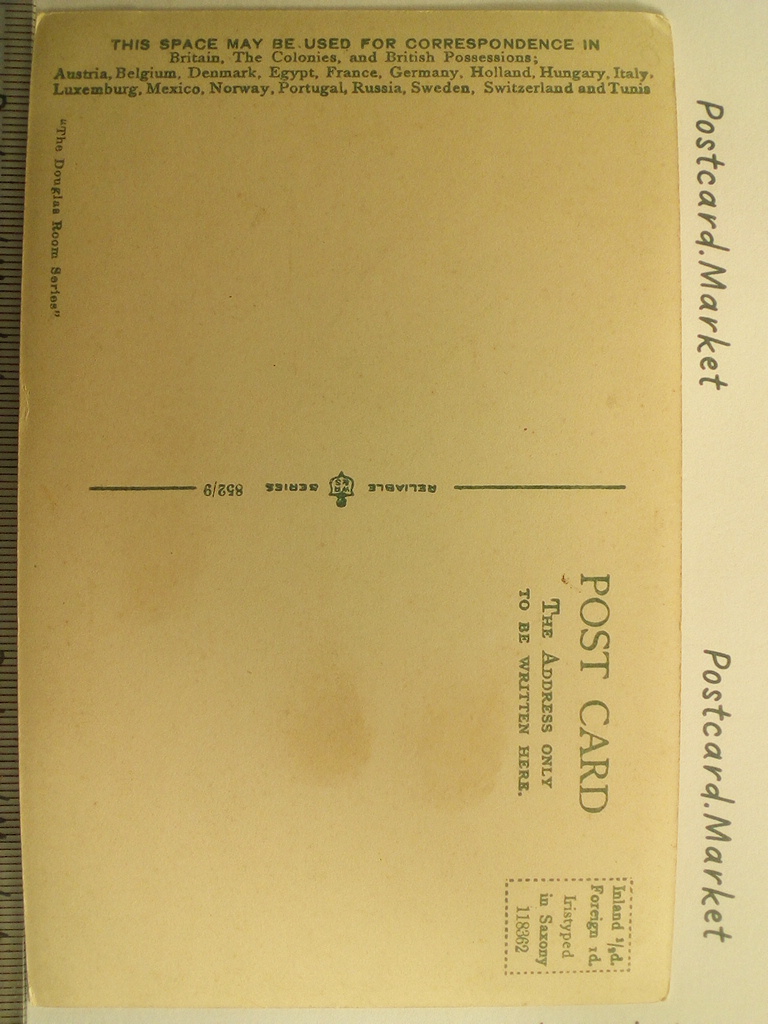 THIS SPACE MAY BE USED FOR CORRESPONDENCE IN
Britain, The Colonies, and British Possessions;
Austria, Belgium, Denmark, Egypt, France, Germany, Holland, Hungary, Italy,
Luxemburg, Mexico, Norway, Portugal, Russia, Sweden, Switzerland and Tunis
"The Douglas Room Series"
RELIABLE WR&S SERIES 852/9
POST CARD
THE ADDRESS ONLY
TO BE WRITTEN HERE.
Inland ½d.
Foreign 1d.
Iristyped
in Saxony
118362
Postcard.Market
Postcard.Market